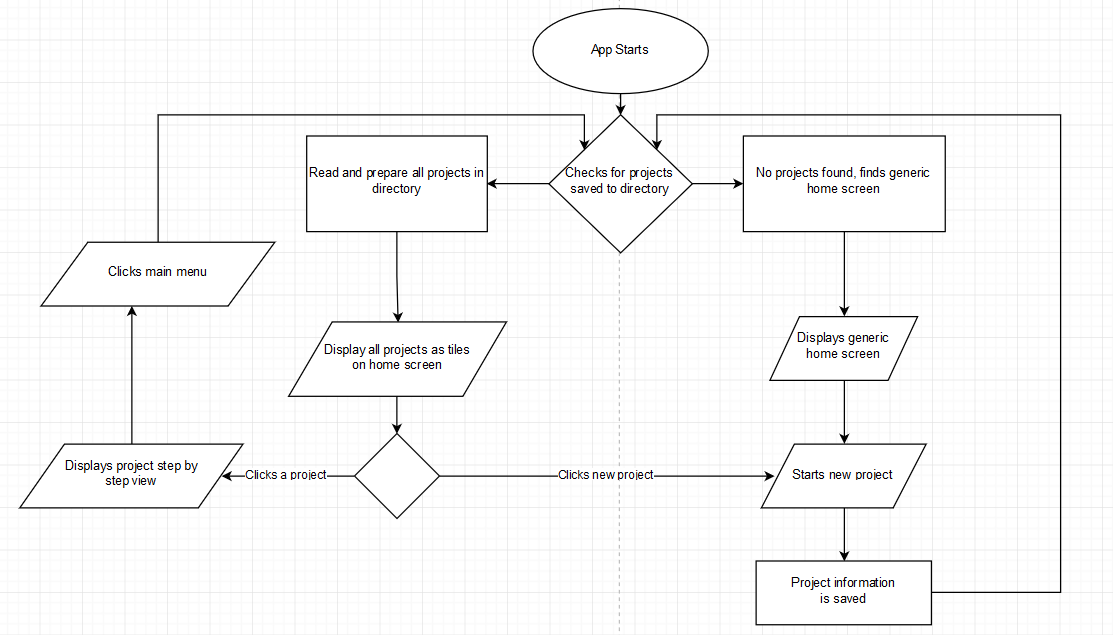 App Starts
Read and prepare all projects in
directory
Checks for projects
saved to directory
No projects found, finds generic
home screen
Clicks main menu
Display all projects as tiles
on home screen
Displays generic
home screen
Displays project step by
step view
Clicks a project
Clicks new project
Starts new project
Project information
is saved